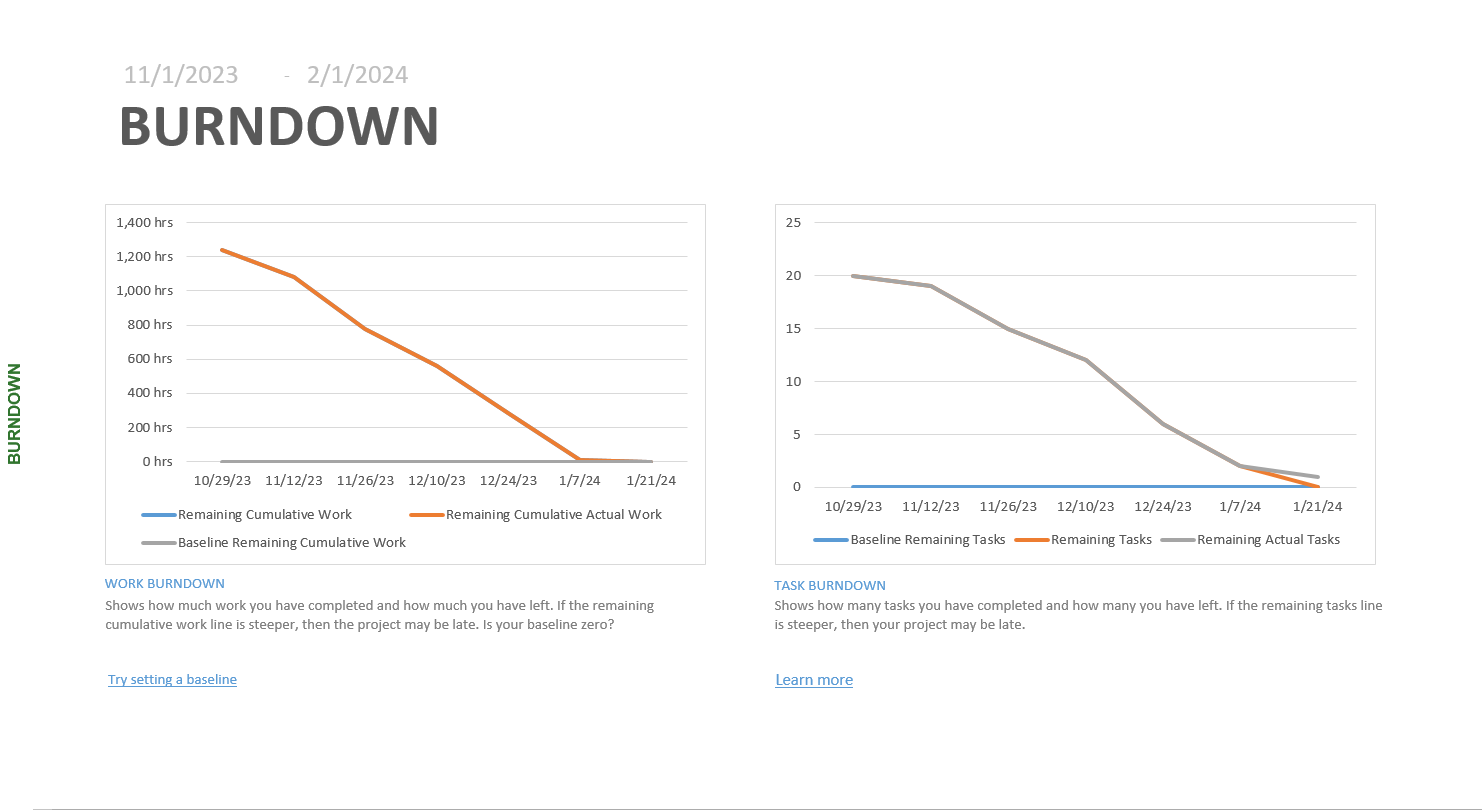 11/1/2023 - 2/1/2024
BURNDOWN
BURNDOWN
1,400 hrs
1,200 hrs
1,000 hrs
800 hrs
600 hrs
400 hrs
200 hrs
0 hrs
10/29/23 11/12/23 11/26/23 12/10/23 12/24/23 1/7/24 1/21/24
Remaining Cumulative Work Remaining Cumulative Actual Work
Baseline Remaining Cumulative Work
WORK BURNDOWN
Shows how much work you have completed and how much you have left. If the remaining
cumulative work line is steeper, then the project may be late. Is your baseline zero?
Try setting a baseline
25
20
15
10
5
0
10/29/23 11/12/23 11/26/23 12/10/23 12/24/23 1/7/24 1/21/24
Baseline Remaining Tasks Remaining Tasks Remaining Actual Tasks
TASK BURNDOWN
Shows how many tasks you have completed and how many you have left. If the remaining tasks line
is steeper, then your project may be late.
Learn more